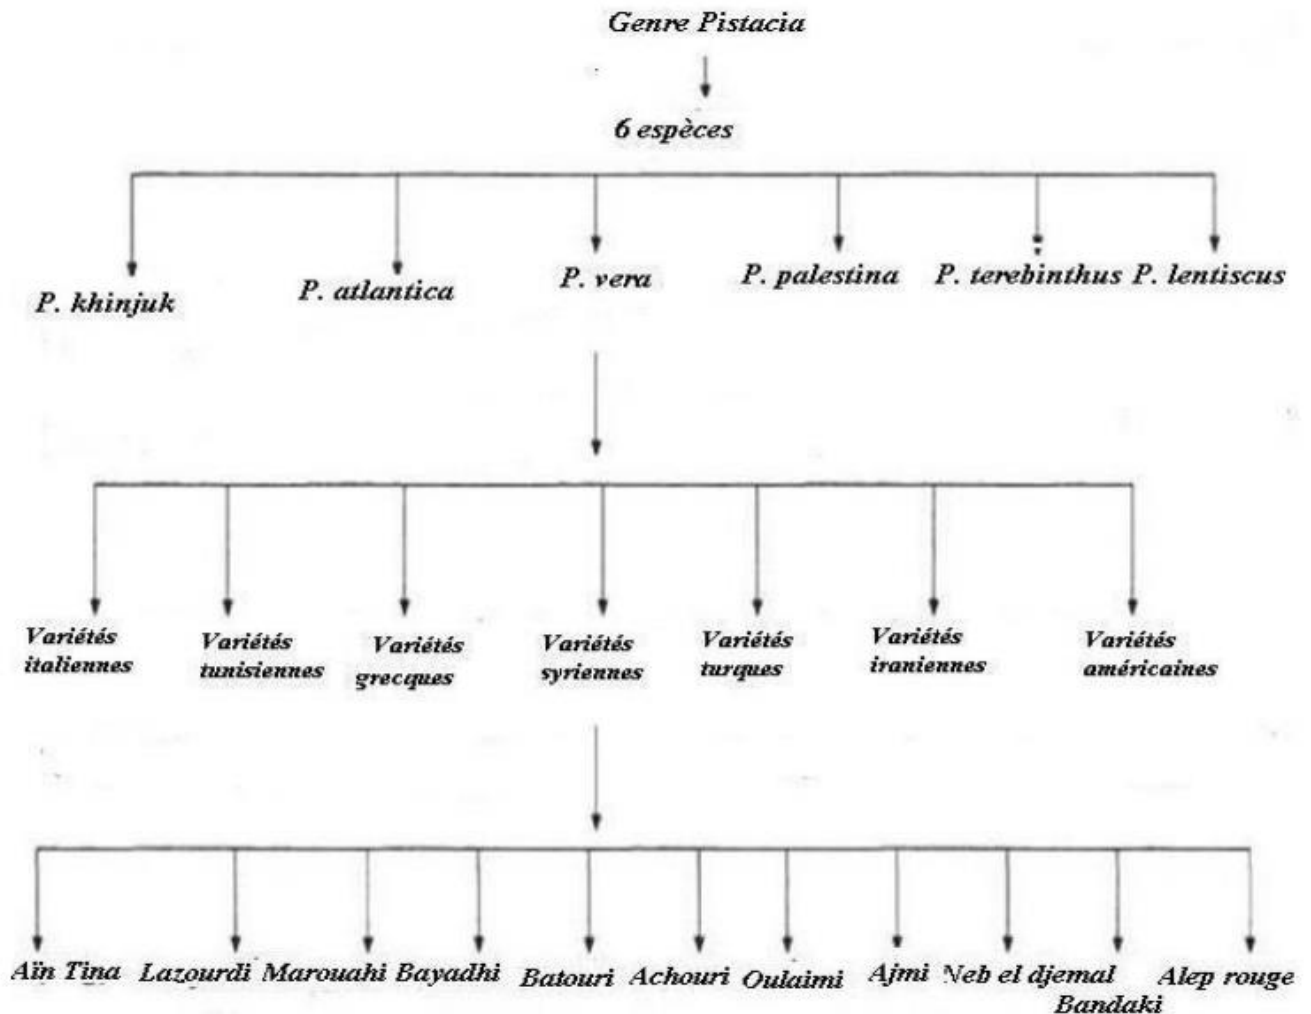 Genre Pistacia
6 espèces
P. khinjuk
P. atlantica
P. vera
P. palestina
P. terebinthus
P. lentiscus
Variétés
italiennes
Variétés
tunisiennes
Variétés
grecques
Variétés
syriennes
Variétés
turques
Variétés
iraniennes
Variétés
américaines
Aïn Tina
Lazourdi
Marouahi
Bayadhi
Batouri
Achouri
Oulaimi
Ajmi
Neb el djemal
Bandaki
Alep rouge